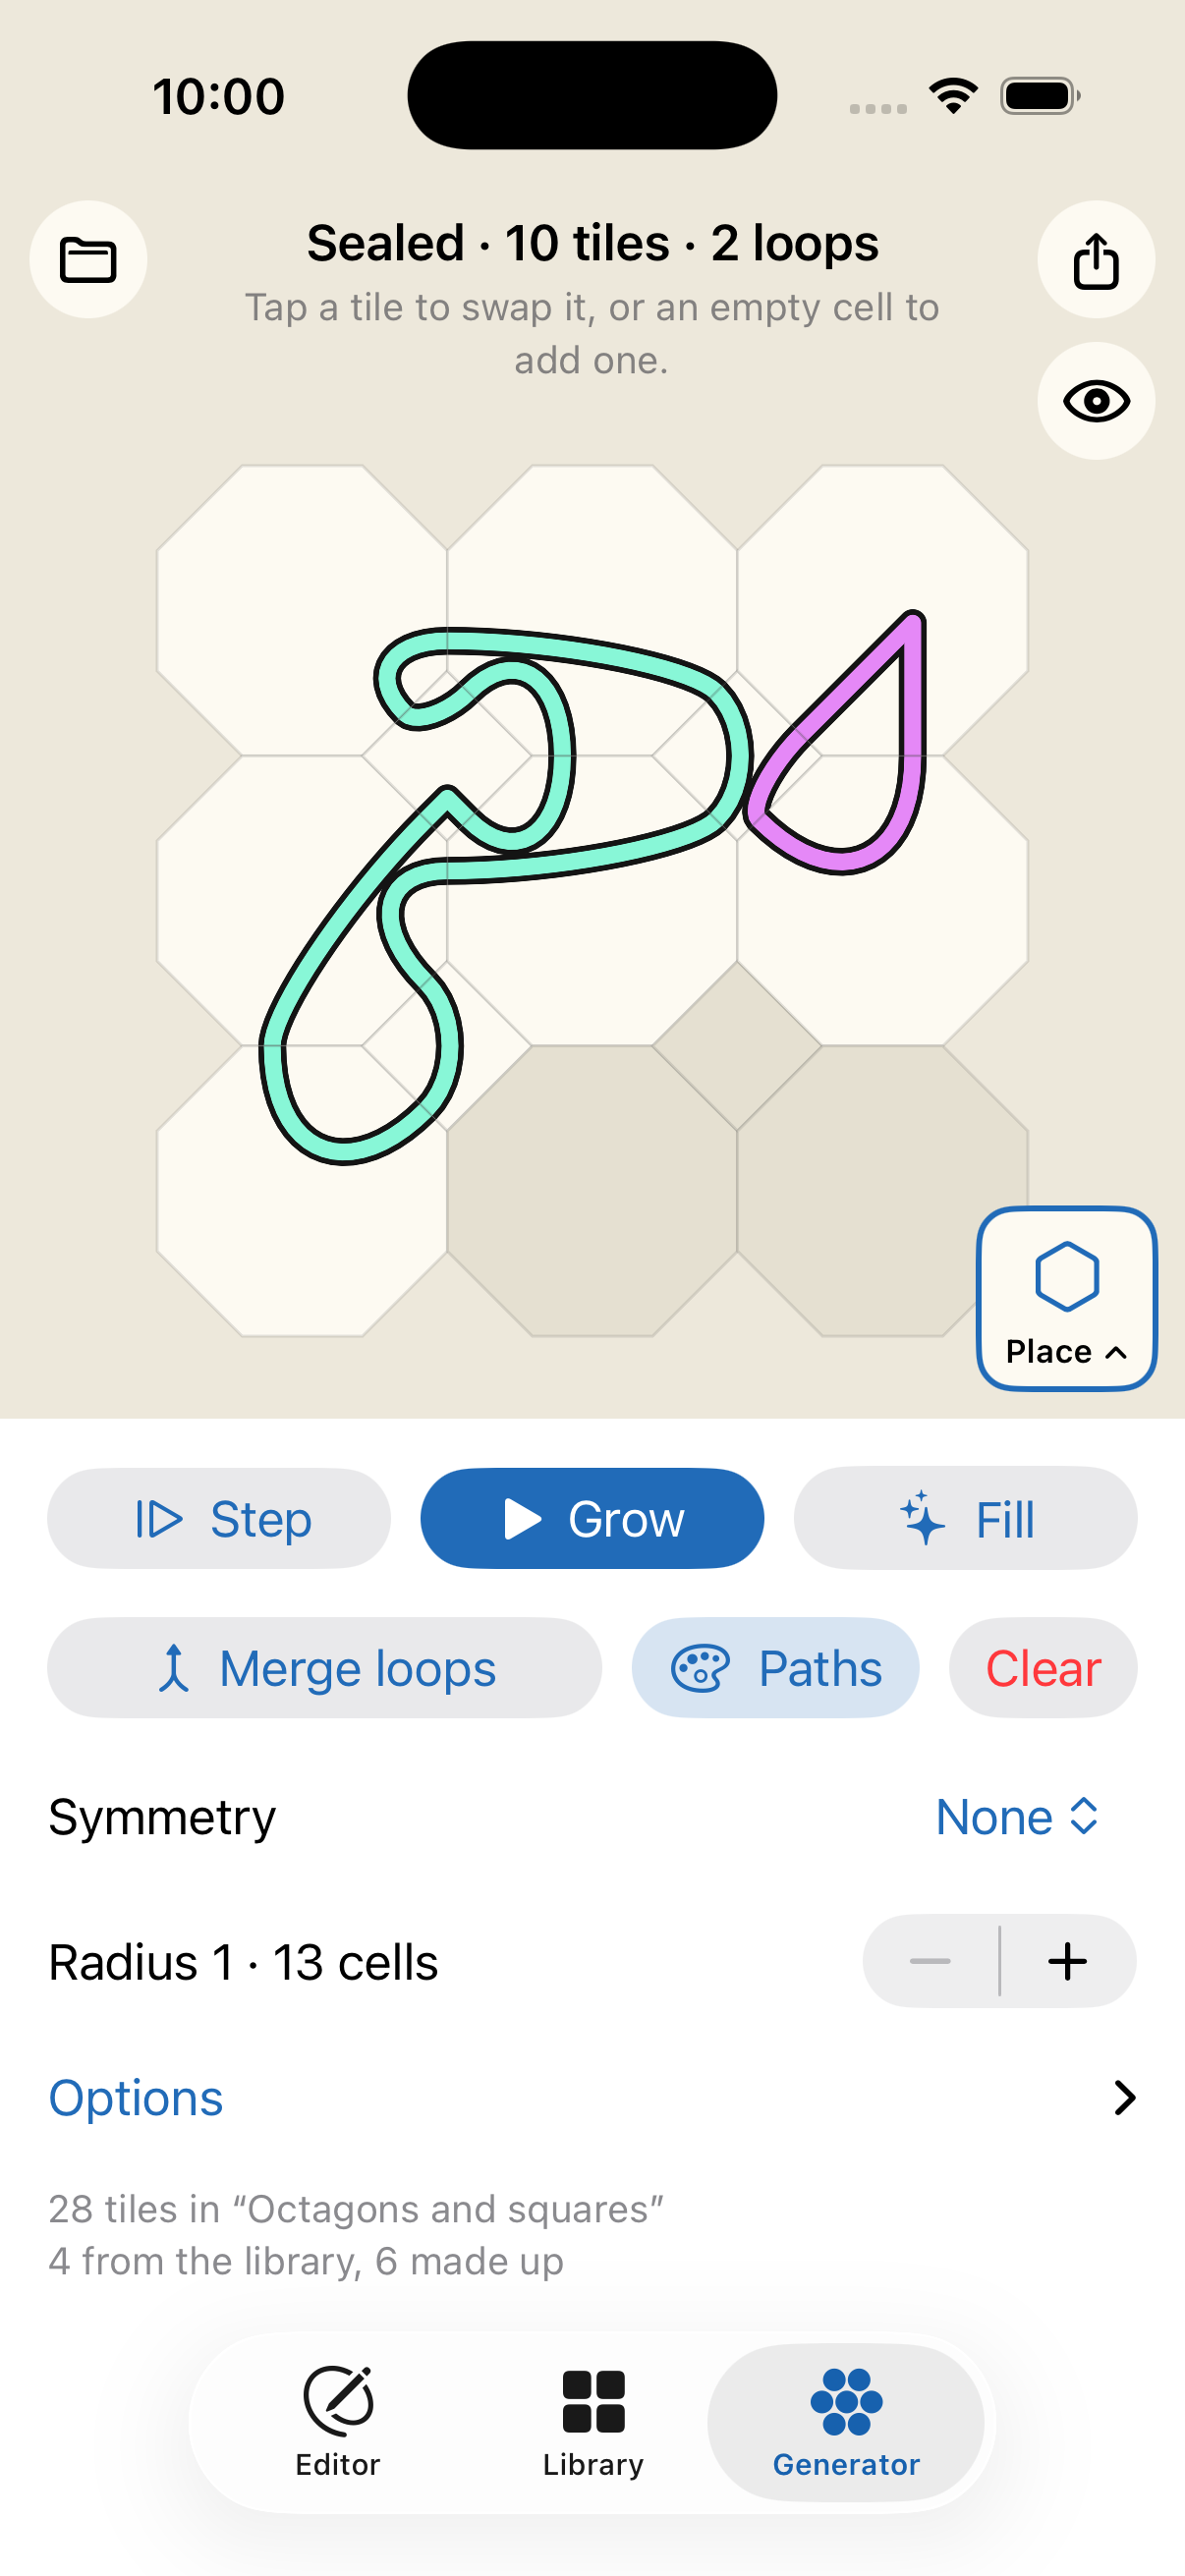 10:00
Sealed · 10 tiles · 2 loops
Tap a tile to swap it, or an empty cell to
add one.
Place
Step
Grow
Fill
Merge loops
Paths
Clear
Symmetry
None
Radius 1 · 13 cells
Options
28 tiles in “Octagons and squares”
4 from the library, 6 made up
Editor
Library
Generator